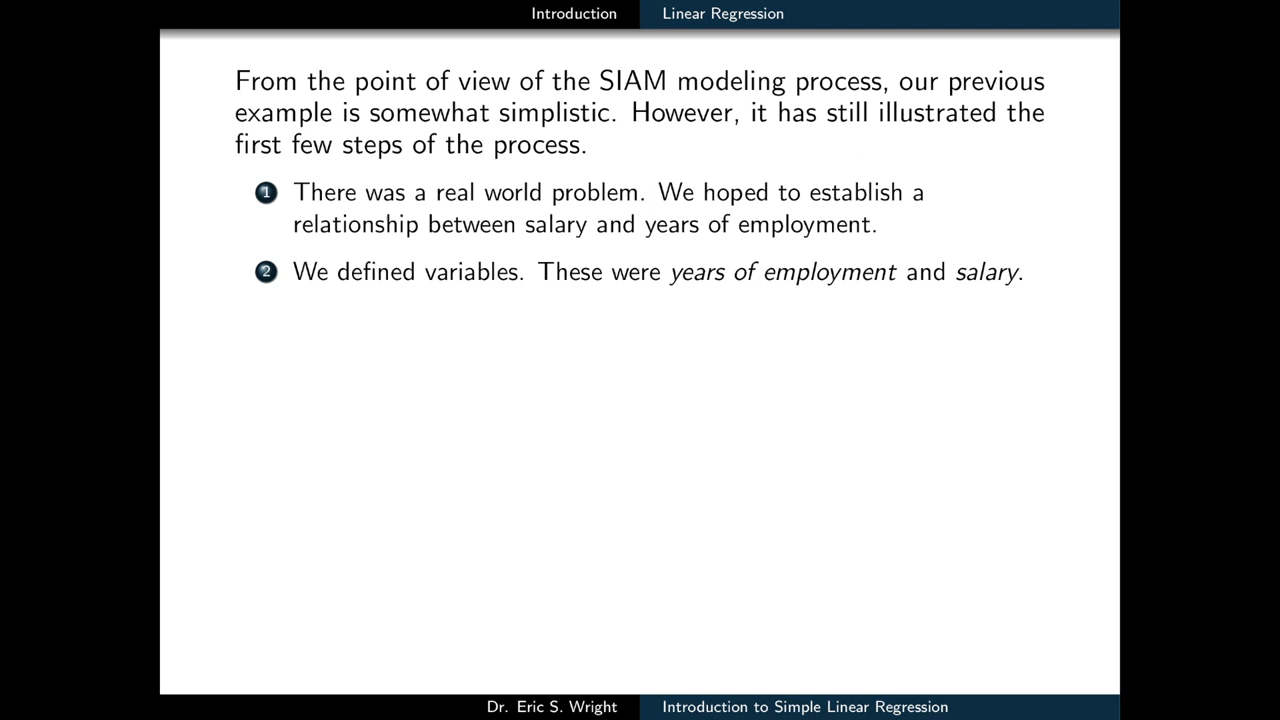 Introduction Linear Regression
From the point of view of the SIAM modeling process, our previous
example is somewhat simplistic. However, it has still illustrated the
first few steps of the process.
1 There was a real world problem. We hoped to establish a
relationship between salary and years of employment.
2 We defined variables. These were years of employment and salary.
Dr. Eric S. Wright Introduction to Simple Linear Regression